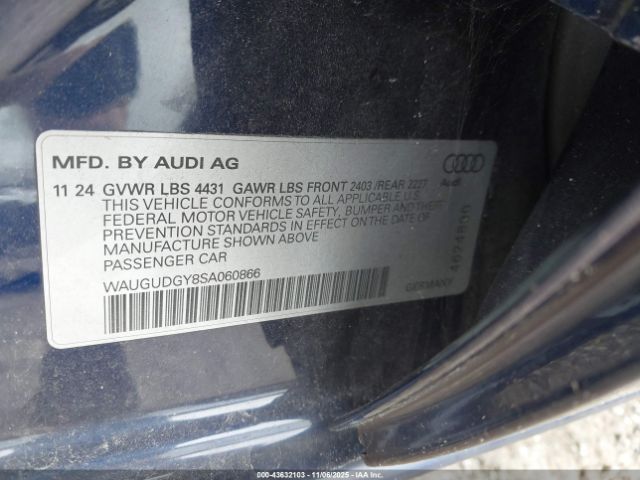 MFD. BY AUDI AG
11 24 GVWR LBS 4431 GAWR LBS FRONT 2403 /REAR 2227
THIS VEHICLE CONFORMS TO ALL APPLICABLE U.S.
FEDERAL MOTOR VEHICLE SAFETY, BUMPER AND THEFT
PREVENTION STANDARDS IN EFFECT ON THE DATE OF
MANUFACTURE SHOWN ABOVE
PASSENGER CAR
WAUGUDGY8SA060866
Audi
GERMANY
000-43632103 - 11/06/2025 - IAA Inc.